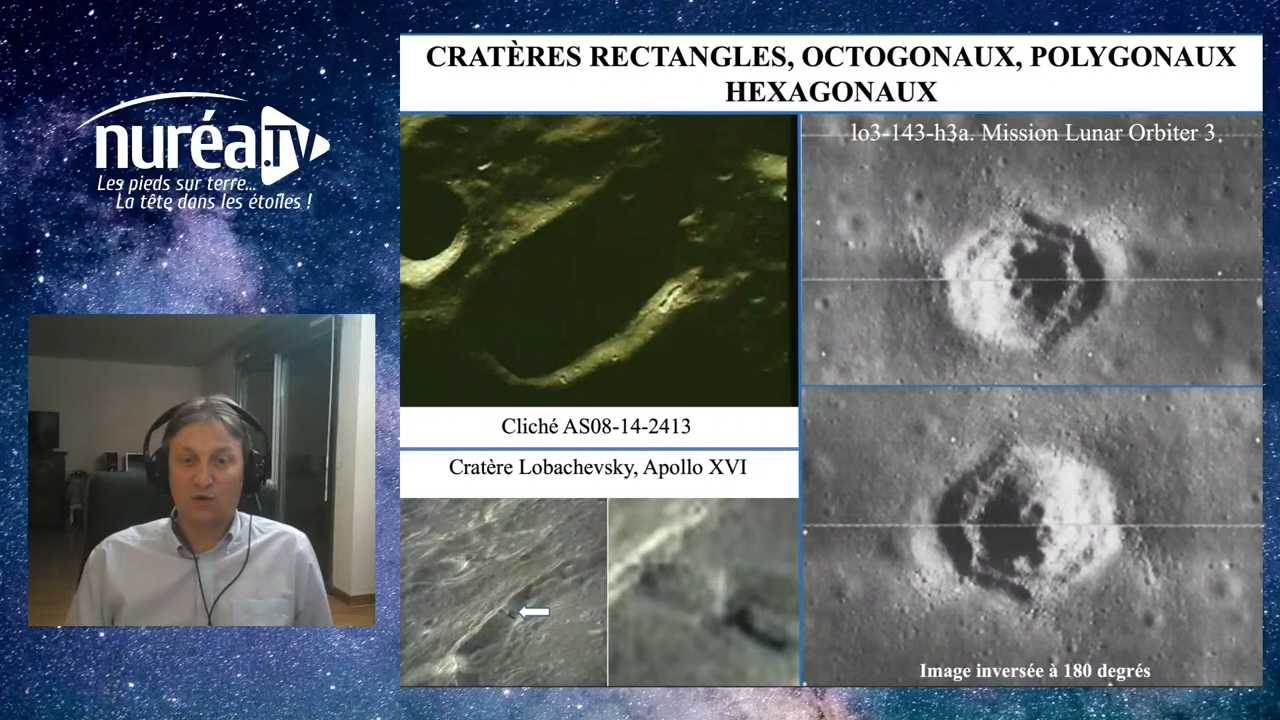 nuréa.TV
Les pieds sur terre...
La tête dans les étoiles !
CRATÈRES RECTANGLES, OCTOGONAUX, POLYGONAUX
HEXAGONAUX
Cliché AS08-14-2413
Cratère Lobachevsky, Apollo XVI
lo3-143-h3a. Mission Lunar Orbiter 3
Image inversée à 180 degrés